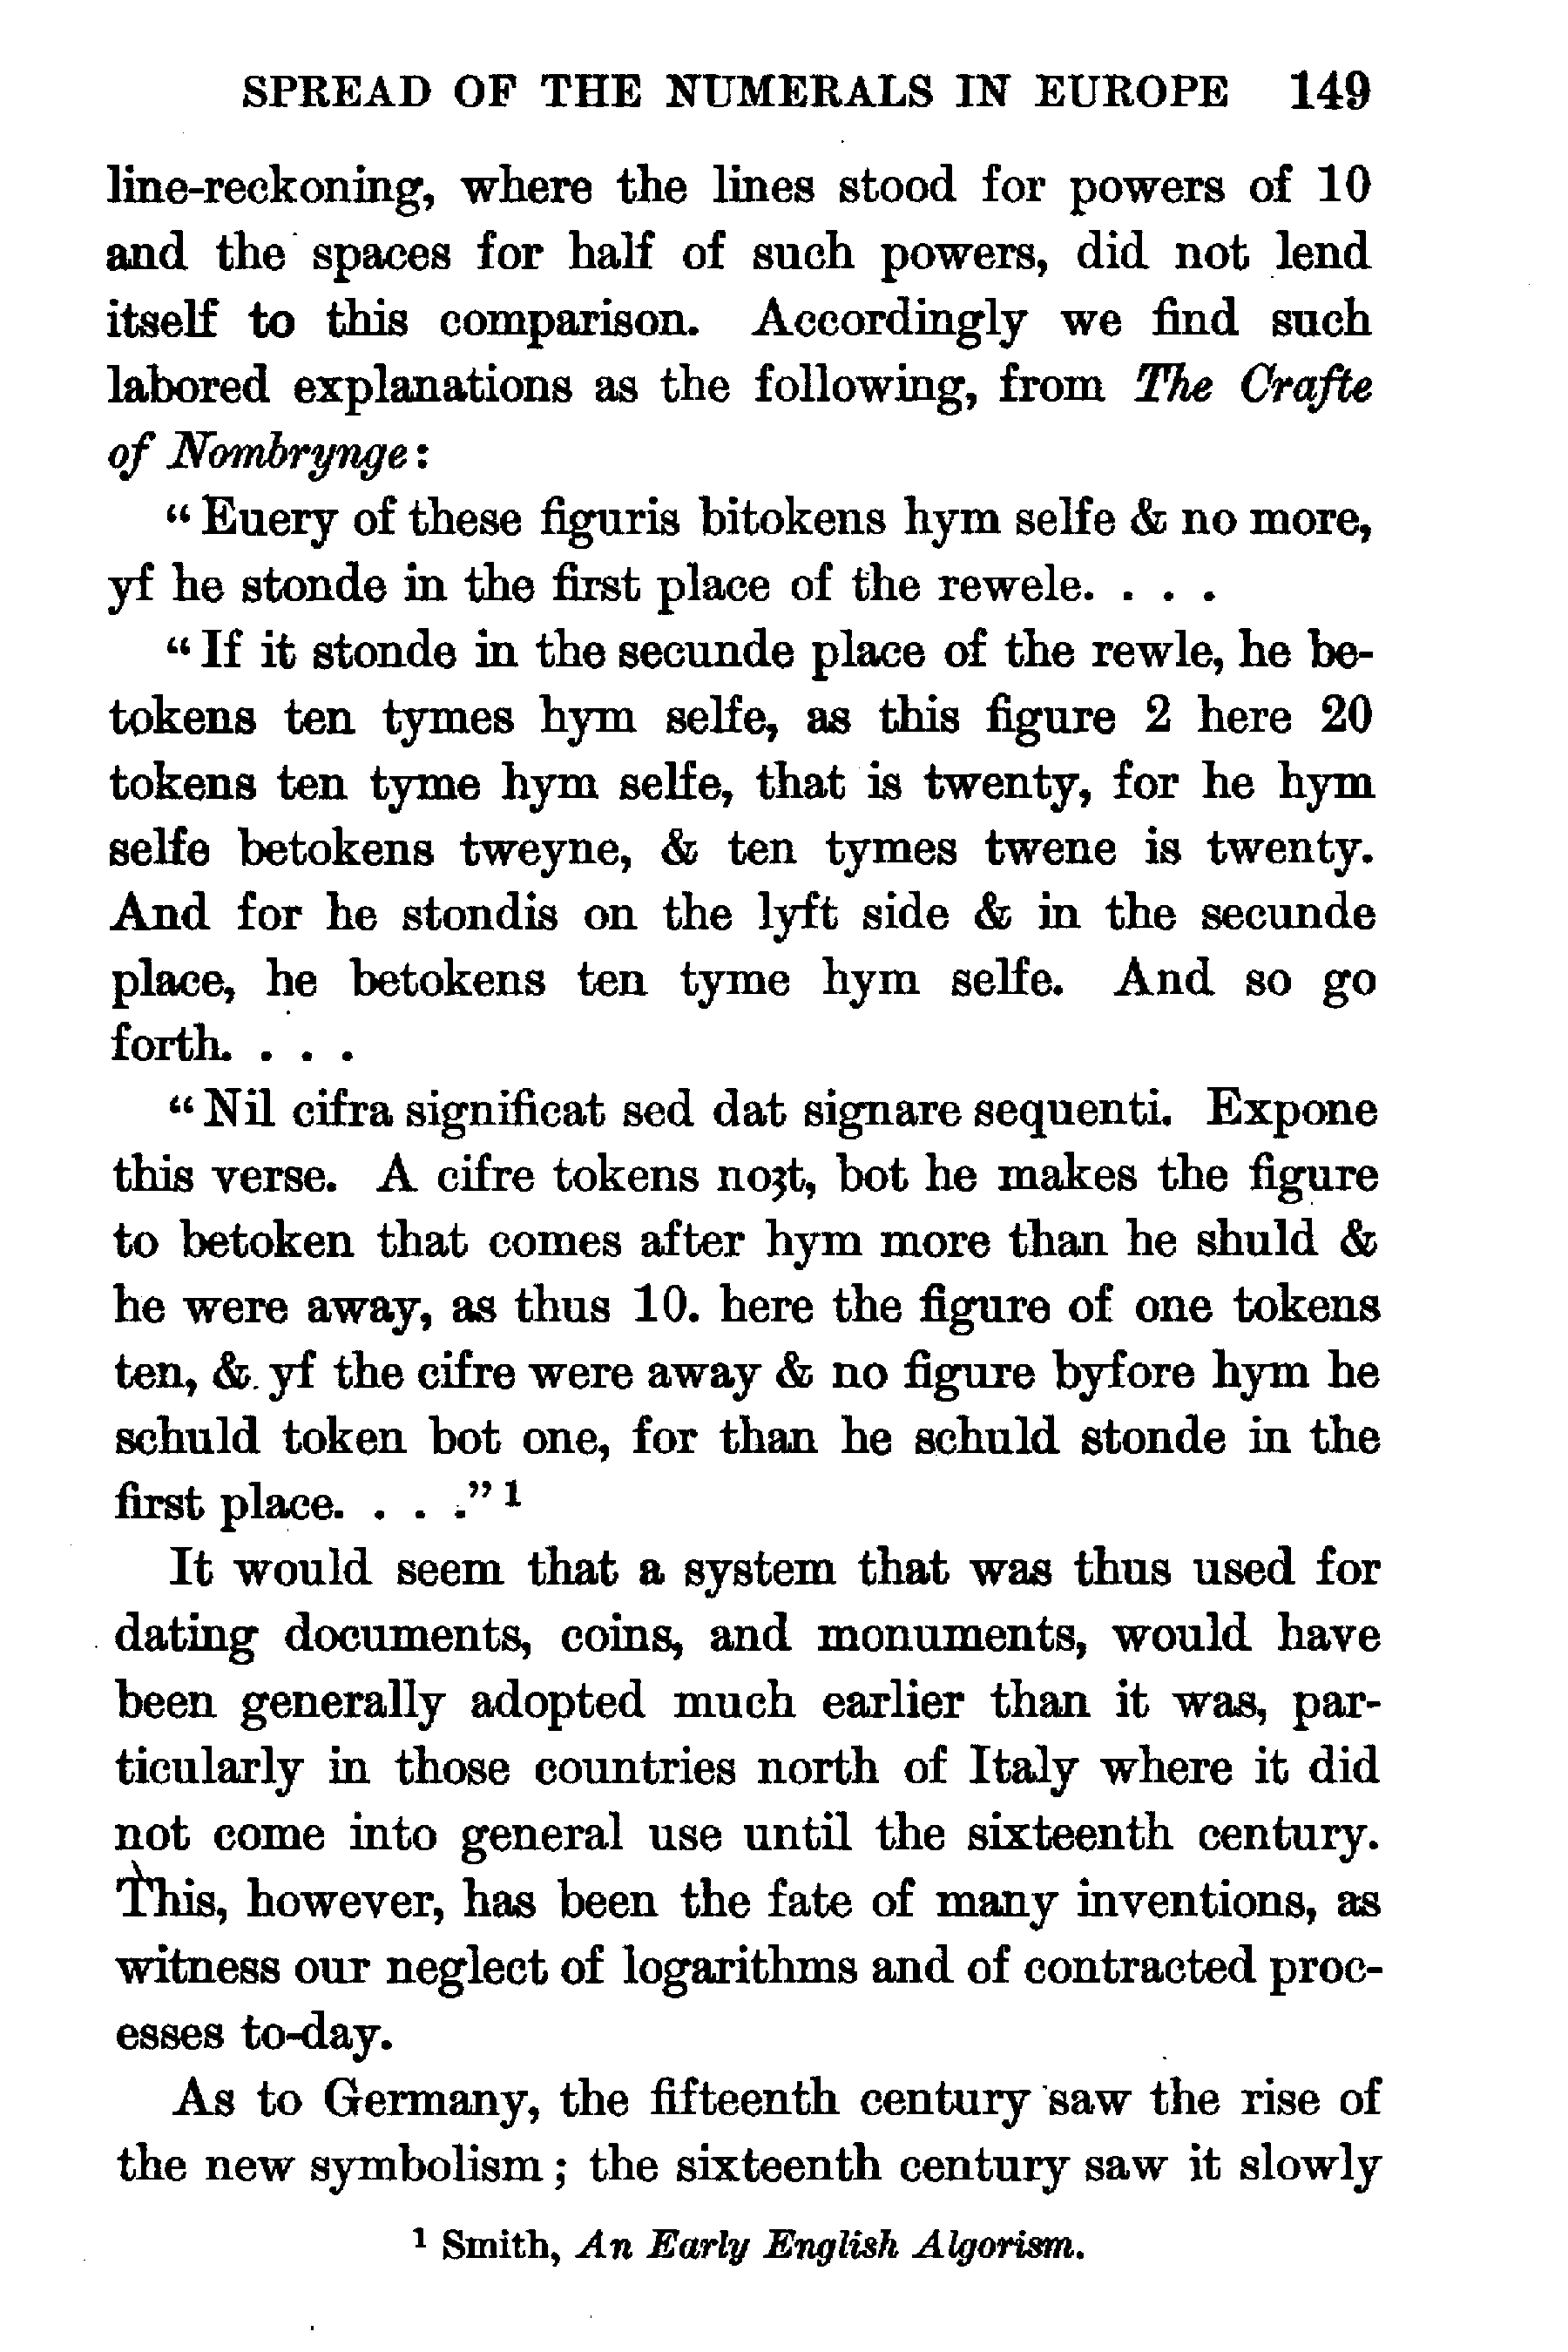 SPREAD OF THE NUMERALS IN EUROPE 149
line-reckoning, where the lines stood for powers of 10
and the spaces for half of such powers, did not lend
itself to this comparison. Accordingly we find such
labored explanations as the following, from The Crafte
of Nombrynge:
“Euery of these figuris bitokens hym selfe & no more,
yf he stonde in the first place of the rewele. . . .
“If it stonde in the secunde place of the rewle, he be-
tokens ten tymes hym selfe, as this figure 2 here 20
tokens ten tyme hym selfe, that is twenty, for he hym
selfe betokens tweyne, & ten tymes twene is twenty.
And for he stondis on the lyft side & in the secunde
place, he betokens ten tyme hym selfe. And so go
forth. . . .
“Nil cifra significat sed dat signare sequenti. Expone
this verse. A cifre tokens noȝt, bot he makes the figure
to betoken that comes after hym more than he shuld &
he were away, as thus 10. here the figure of one tokens
ten, & yf the cifre were away & no figure byfore hym he
schuld token bot one, for than he schuld stonde in the
first place. . . .” 1
It would seem that a system that was thus used for
dating documents, coins, and monuments, would have
been generally adopted much earlier than it was, par-
ticularly in those countries north of Italy where it did
not come into general use until the sixteenth century.
This, however, has been the fate of many inventions, as
witness our neglect of logarithms and of contracted proc-
esses to-day.
As to Germany, the fifteenth century saw the rise of
the new symbolism; the sixteenth century saw it slowly
1 Smith, An Early English Algorism.